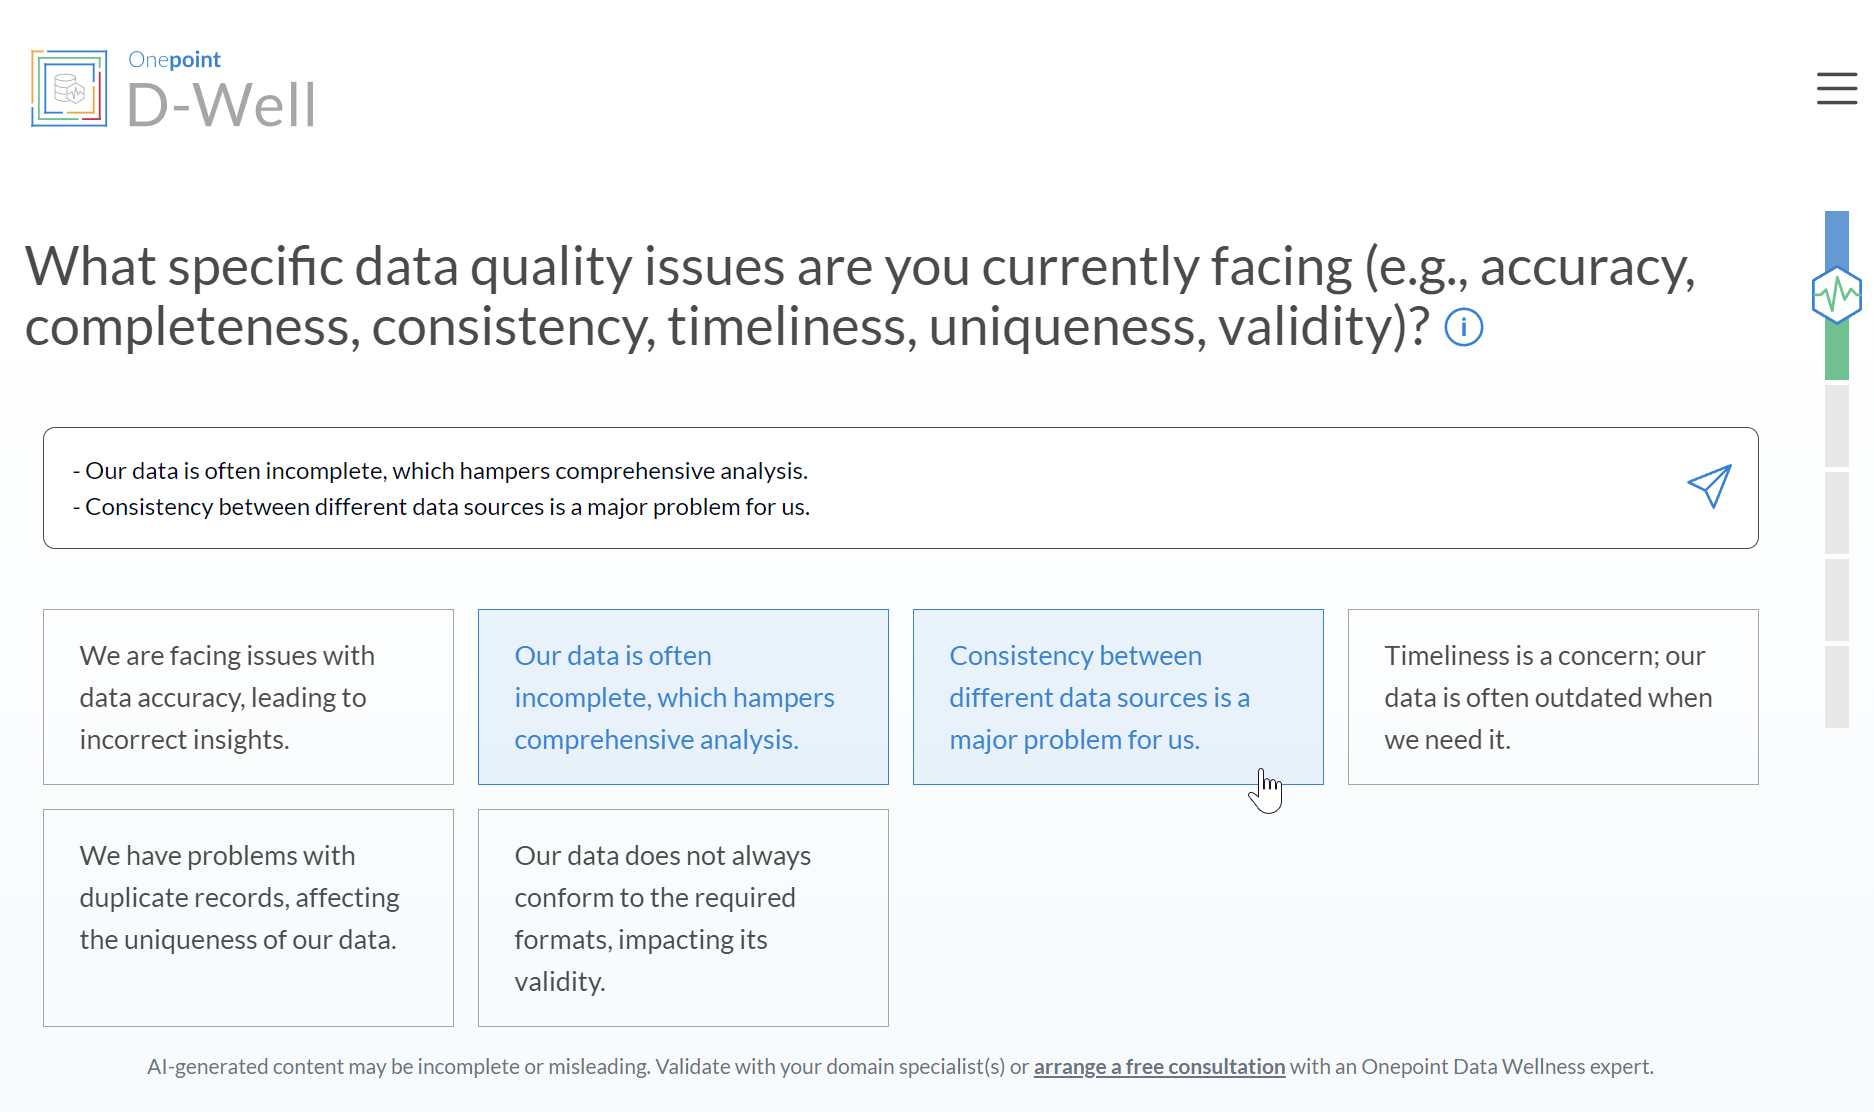 Onepoint
D-Well
What specific data quality issues are you currently facing (e.g., accuracy,
completeness, consistency, timeliness, uniqueness, validity)? i
- Our data is often incomplete, which hampers comprehensive analysis.
- Consistency between different data sources is a major problem for us.
We are facing issues with
data accuracy, leading to
incorrect insights.
Our data is often
incomplete, which hampers
comprehensive analysis.
Consistency between
different data sources is a
major problem for us.
Timeliness is a concern; our
data is often outdated when
we need it.
We have problems with
duplicate records, affecting
the uniqueness of our data.
Our data does not always
conform to the required
formats, impacting its
validity.
AI-generated content may be incomplete or misleading. Validate with your domain specialist(s) or arrange a free consultation with an Onepoint Data Wellness expert.